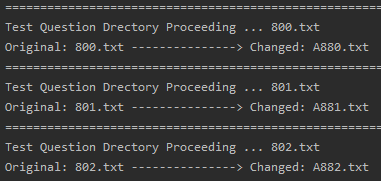 =====================================================
Test Question Drectory Proceeding ... 800.txt
Original: 800.txt ---------------> Changed: A880.txt
=====================================================
Test Question Drectory Proceeding ... 801.txt
Original: 801.txt ---------------> Changed: A881.txt
=====================================================
Test Question Drectory Proceeding ... 802.txt
Original: 802.txt ---------------> Changed: A882.txt